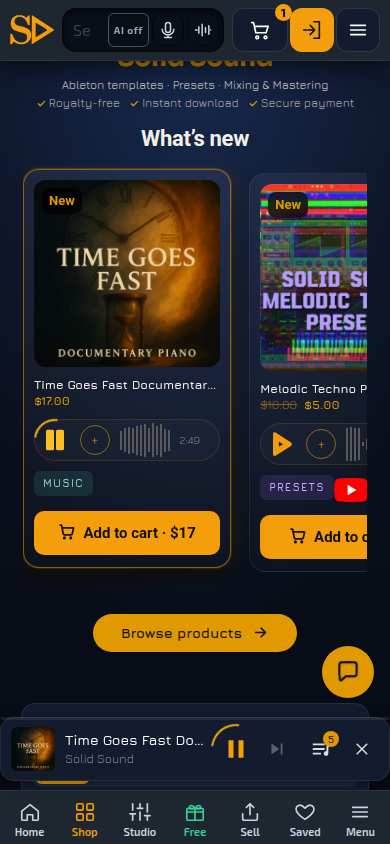 SD
Se
AI off
1
Solid Sound
Ableton templates · Presets · Mixing & Mastering
✓ Royalty-free ✓ Instant download ✓ Secure payment
What's new
New
TIME GOES
FAST
DOCUMENTARY PIANO
Time Goes Fast Documentar...
$17.00
+
2:49
MUSIC
Add to cart · $17
New
SOLID SO
MELODIC T
PRESE
Melodic Techno P
$10.00 $5.00
+
PRESETS
Add to c
Browse products
Time Goes Fast Do...
Solid Sound
5
Home
Shop
Studio
Free
Sell
Saved
Menu